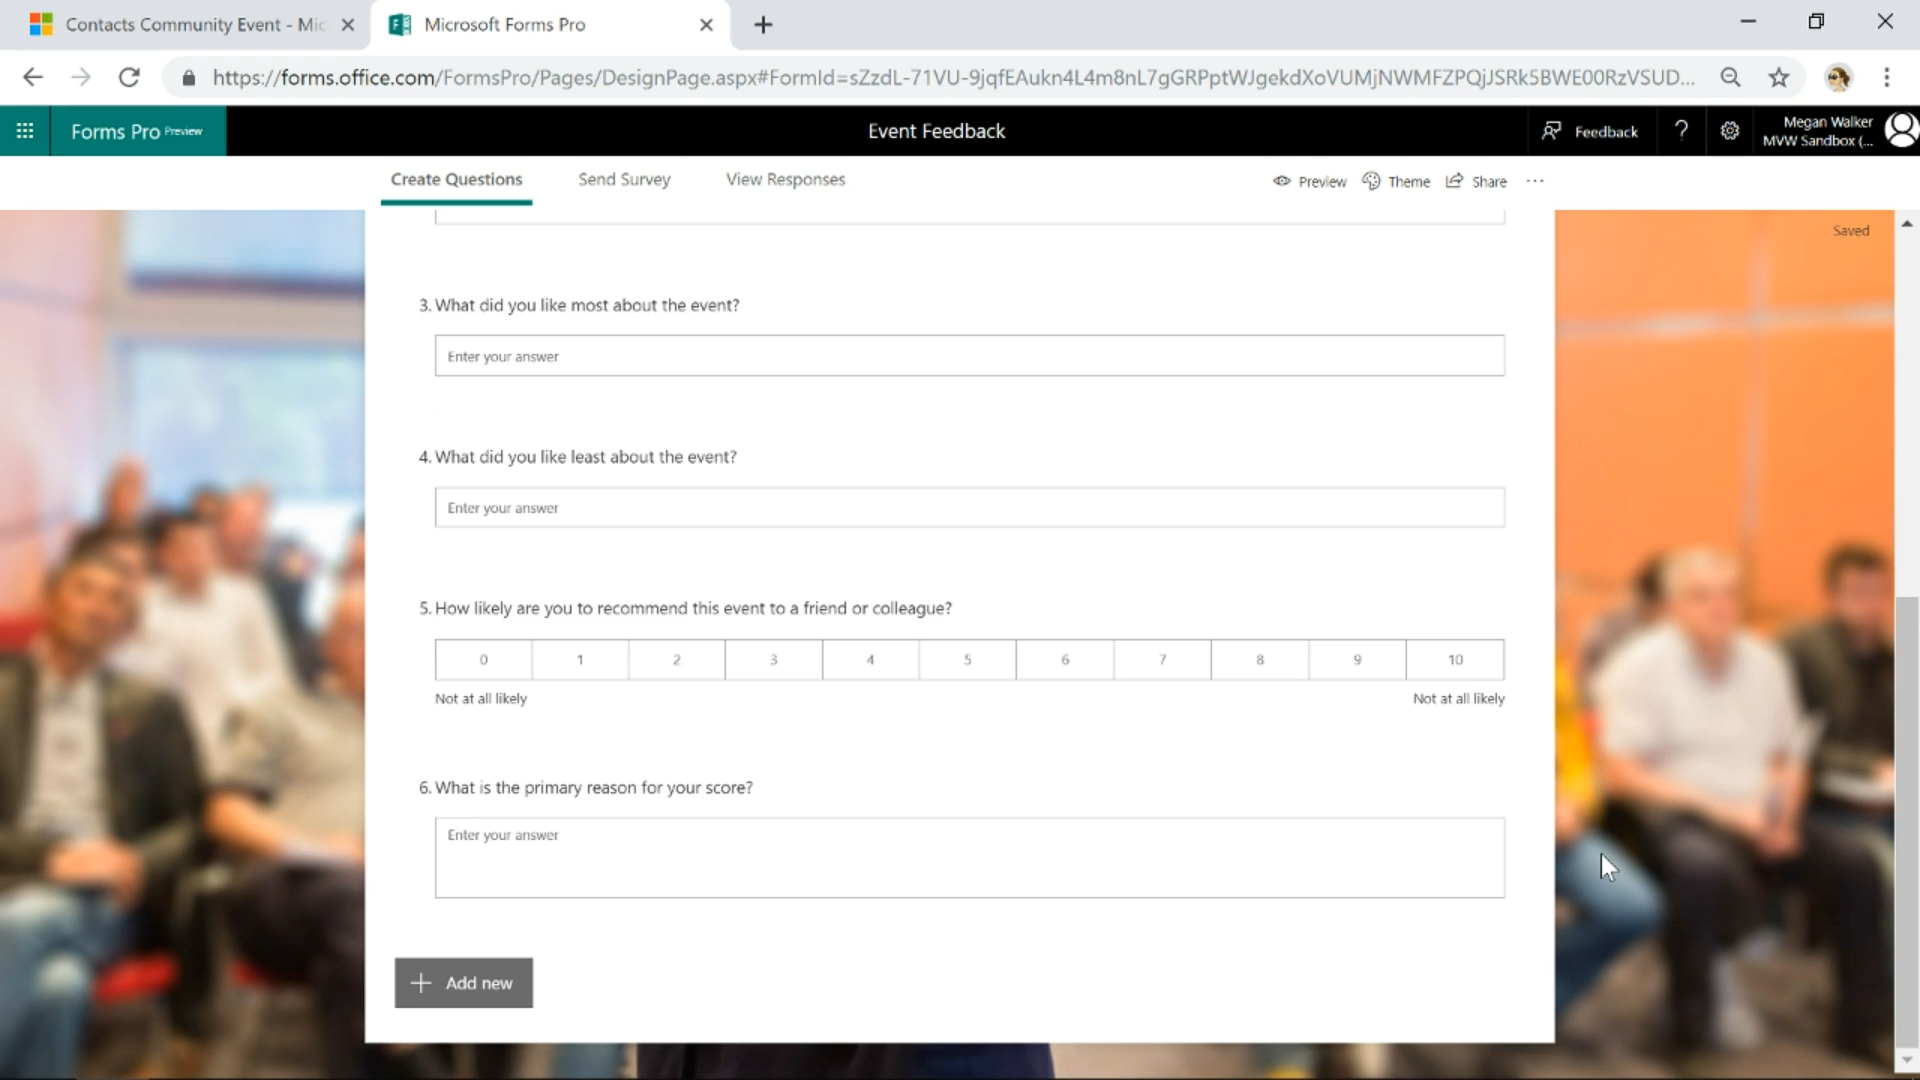 Contacts Community Event - Mic
Microsoft Forms Pro
https://forms.office.com/FormsPro/Pages/DesignPage.aspx#FormId=sZzdL-71VU-9jqfEAukn4L4m8nL7gGRPptWJgekdXoVUMjNWMFZPQjJSRk5BWE00RzVSUD...
Forms Pro Preview
Event Feedback
Feedback
?
Megan Walker
MVW Sandbox (...
Create Questions
Send Survey
View Responses
Preview
Theme
Share
...
Saved
3. What did you like most about the event?
Enter your answer
4. What did you like least about the event?
Enter your answer
5. How likely are you to recommend this event to a friend or colleague?
0 1 2 3 4 5 6 7 8 9 10
Not at all likely
Not at all likely
6. What is the primary reason for your score?
Enter your answer
+ Add new